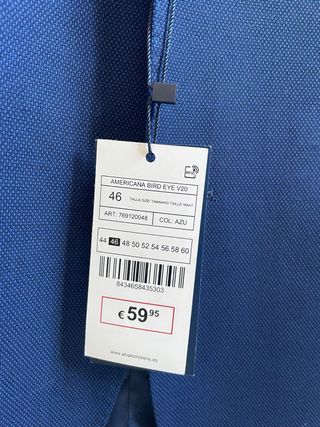 RFID
AMERICANA BIRD EYE V20
46 TALLA SIZE TAMANHO TAILLE MAAT
ART: 769120048 COL: AZU
44 46 48 50 52 54 56 58 60
8434658435303
€ 59 95
www.alvaromoreno.es